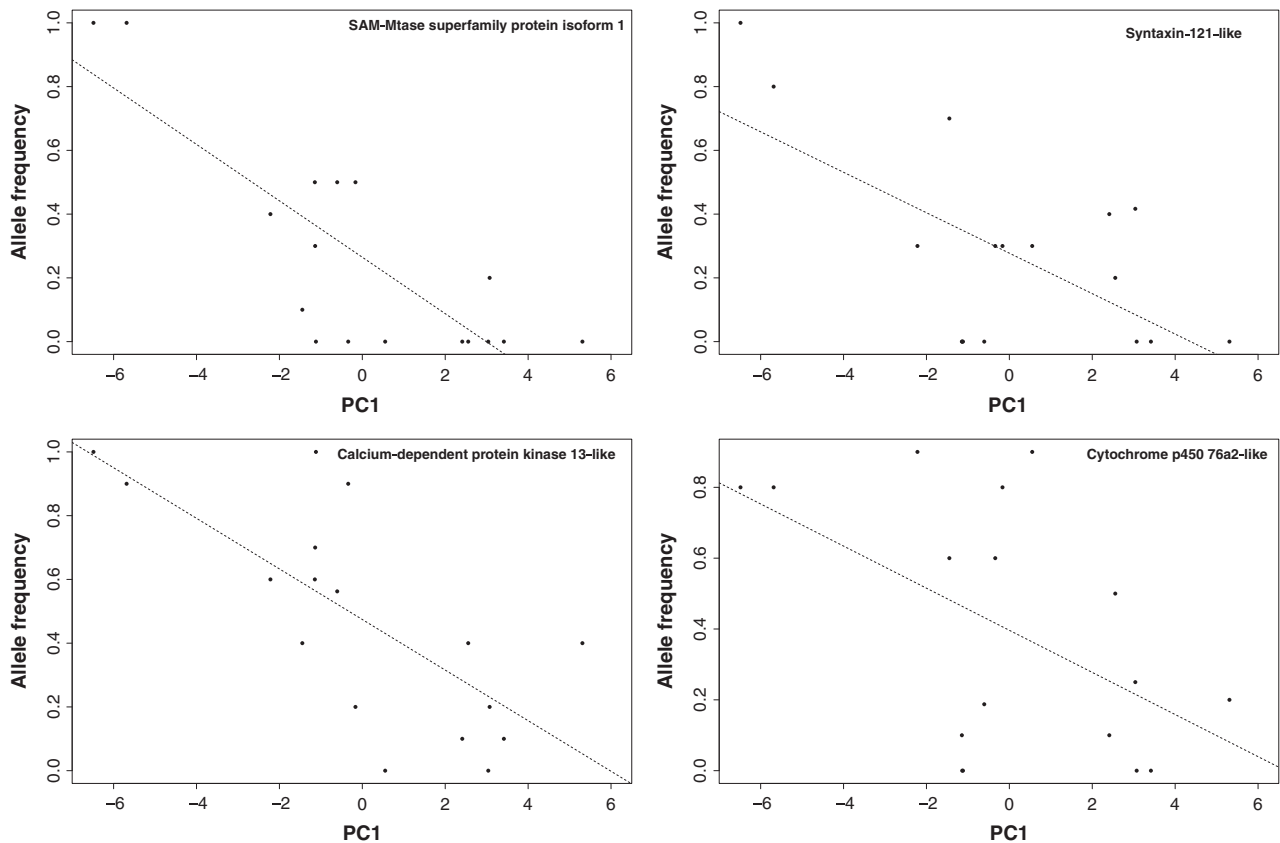 SAM-Mtase superfamily protein isoform 1
Allele frequency
1.0
0.8
0.6
0.4
0.2
0.0
−6 −4 −2 0 2 4 6
PC1
Syntaxin-121-like
Allele frequency
1.0
0.8
0.6
0.4
0.2
0.0
−6 −4 −2 0 2 4 6
PC1
Calcium-dependent protein kinase 13-like
Allele frequency
1.0
0.8
0.6
0.4
0.2
0.0
−6 −4 −2 0 2 4 6
PC1
Cytochrome p450 76a2-like
Allele frequency
0.8
0.6
0.4
0.2
0.0
−6 −4 −2 0 2 4 6
PC1